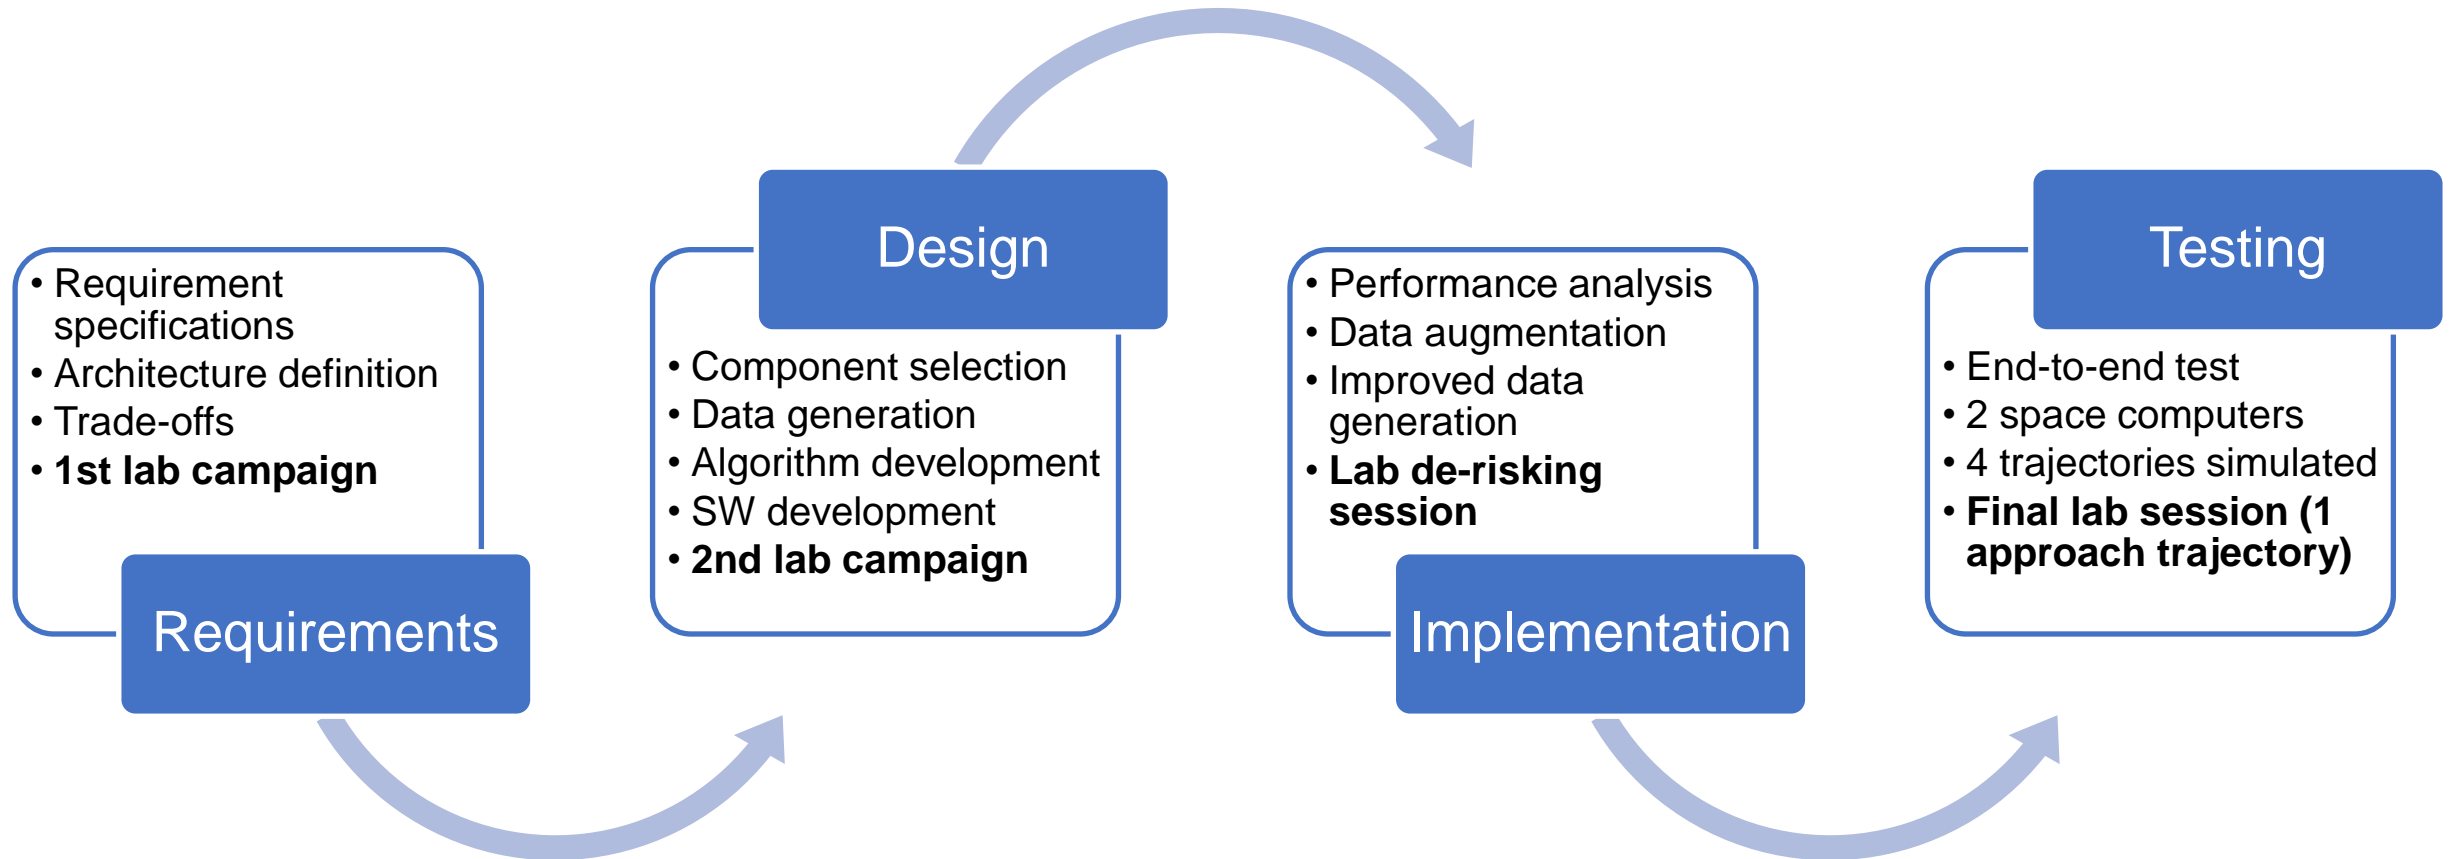 • Requirement
specifications
• Architecture definition
• Trade-offs
• 1st lab campaign
Requirements
Design
• Component selection
• Data generation
• Algorithm development
• SW development
• 2nd lab campaign
• Performance analysis
• Data augmentation
• Improved data
generation
• Lab de-risking
session
Implementation
Testing
• End-to-end test
• 2 space computers
• 4 trajectories simulated
• Final lab session (1
approach trajectory)